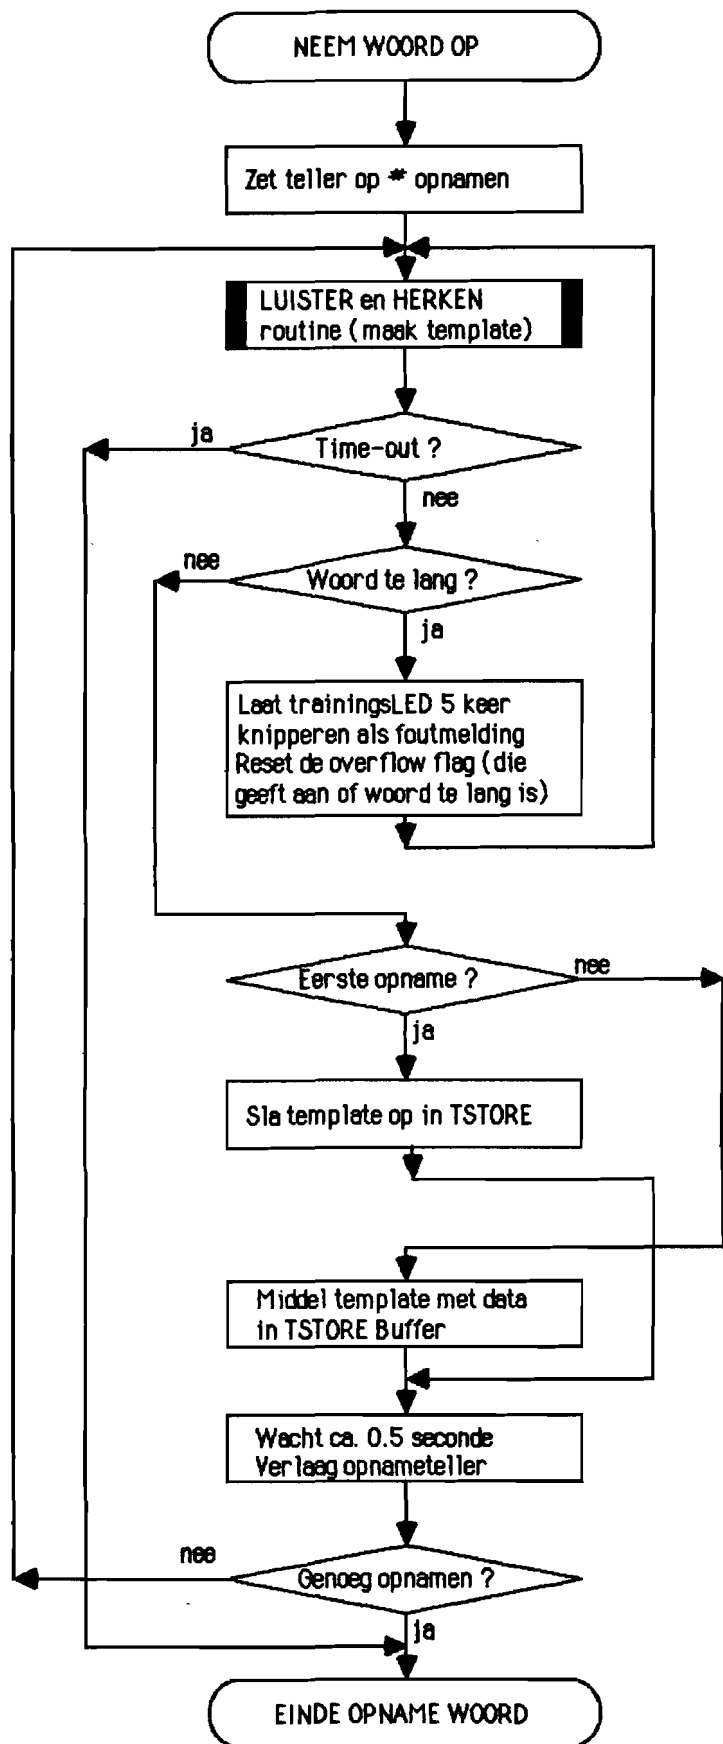 NEEM WOORD OP
Zet teller op # opnamen
LUISTER en HERKEN
routine (maak template)
ja
Time-out ?
nee
nee
Woord te lang ?
ja
Laat trainingsLED 5 keer
knipperen als foutmelding
Reset de overflow flag (die
geeft aan of woord te lang is)
Eerste opname ?
nee
ja
Sla template op in TSTORE
Middel template met data
in TSTORE Buffer
Wacht ca. 0.5 seconde
Verlaag opnameteller
nee
Genoeg opnamen ?
ja
EINDE OPNAME WOORD